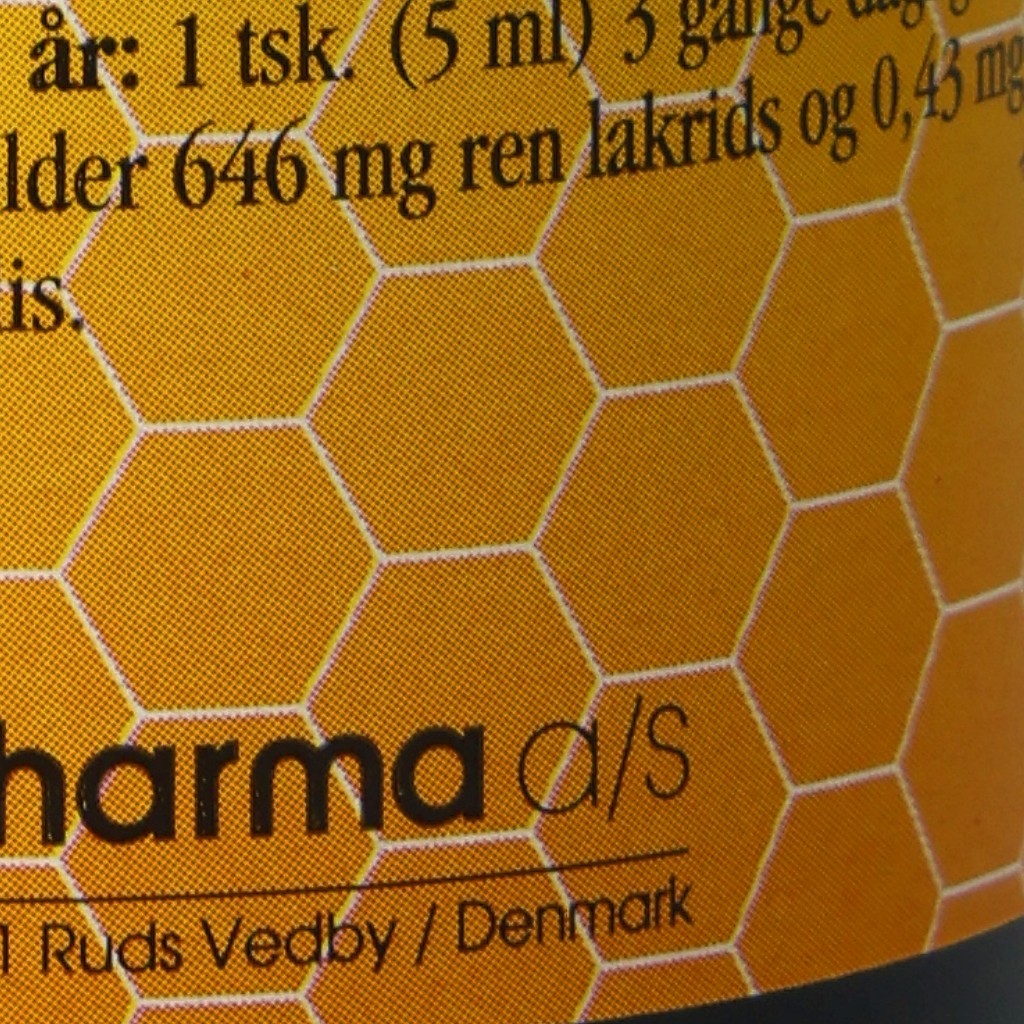 år: 1 tsk. (5 ml) 3 gange
lder 646 mg ren lakrids og 0,43 mg
is.
harma a/s
1 Ruds Vedby / Denmark